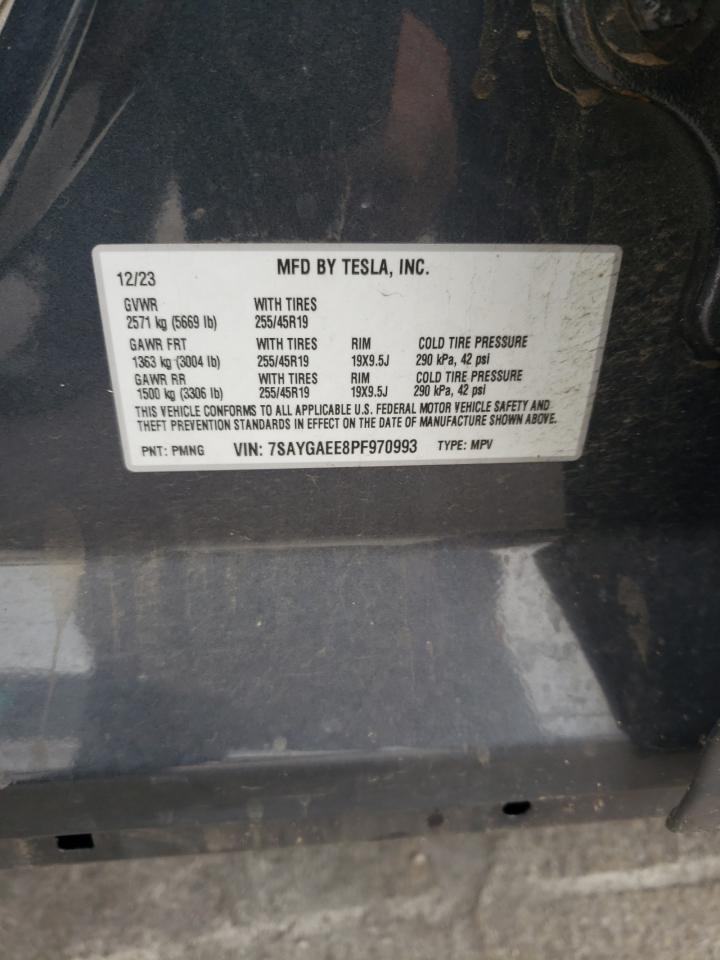 MFD BY TESLA, INC.
12/23
GVWR WITH TIRES
2571 kg (5669 lb) 255/45R19
GAWR FRT WITH TIRES RIM COLD TIRE PRESSURE
1363 kg (3004 lb) 255/45R19 19X9.5J 290 kPa, 42 psi
GAWR RR WITH TIRES RIM COLD TIRE PRESSURE
1500 kg (3306 lb) 255/45R19 19X9.5J 290 kPa, 42 psi
THIS VEHICLE CONFORMS TO ALL APPLICABLE U.S. FEDERAL MOTOR VEHICLE SAFETY AND
THEFT PREVENTION STANDARDS IN EFFECT ON THE DATE OF MANUFACTURE SHOWN ABOVE.
PNT: PMNG VIN: 7SAYGAEE8PF970993 TYPE: MPV